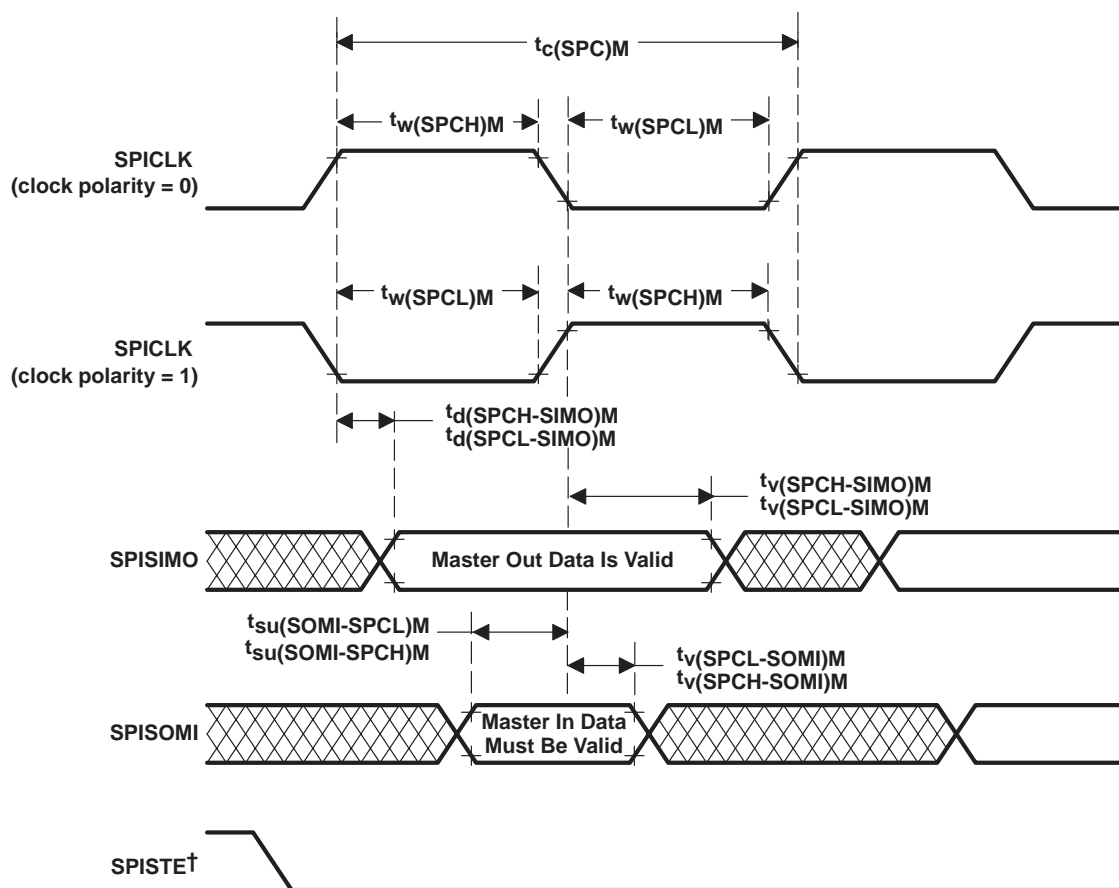 tc(SPC)M
tw(SPCH)M
tw(SPCL)M
SPICLK
(clock polarity = 0)
tw(SPCL)M
tw(SPCH)M
SPICLK
(clock polarity = 1)
td(SPCH-SIMO)M
td(SPCL-SIMO)M
tv(SPCH-SIMO)M
tv(SPCL-SIMO)M
SPISIMO
Master Out Data Is Valid
tsu(SOMI-SPCL)M
tsu(SOMI-SPCH)M
tv(SPCL-SOMI)M
tv(SPCH-SOMI)M
SPISOMI
Master In Data
Must Be Valid
SPISTE†